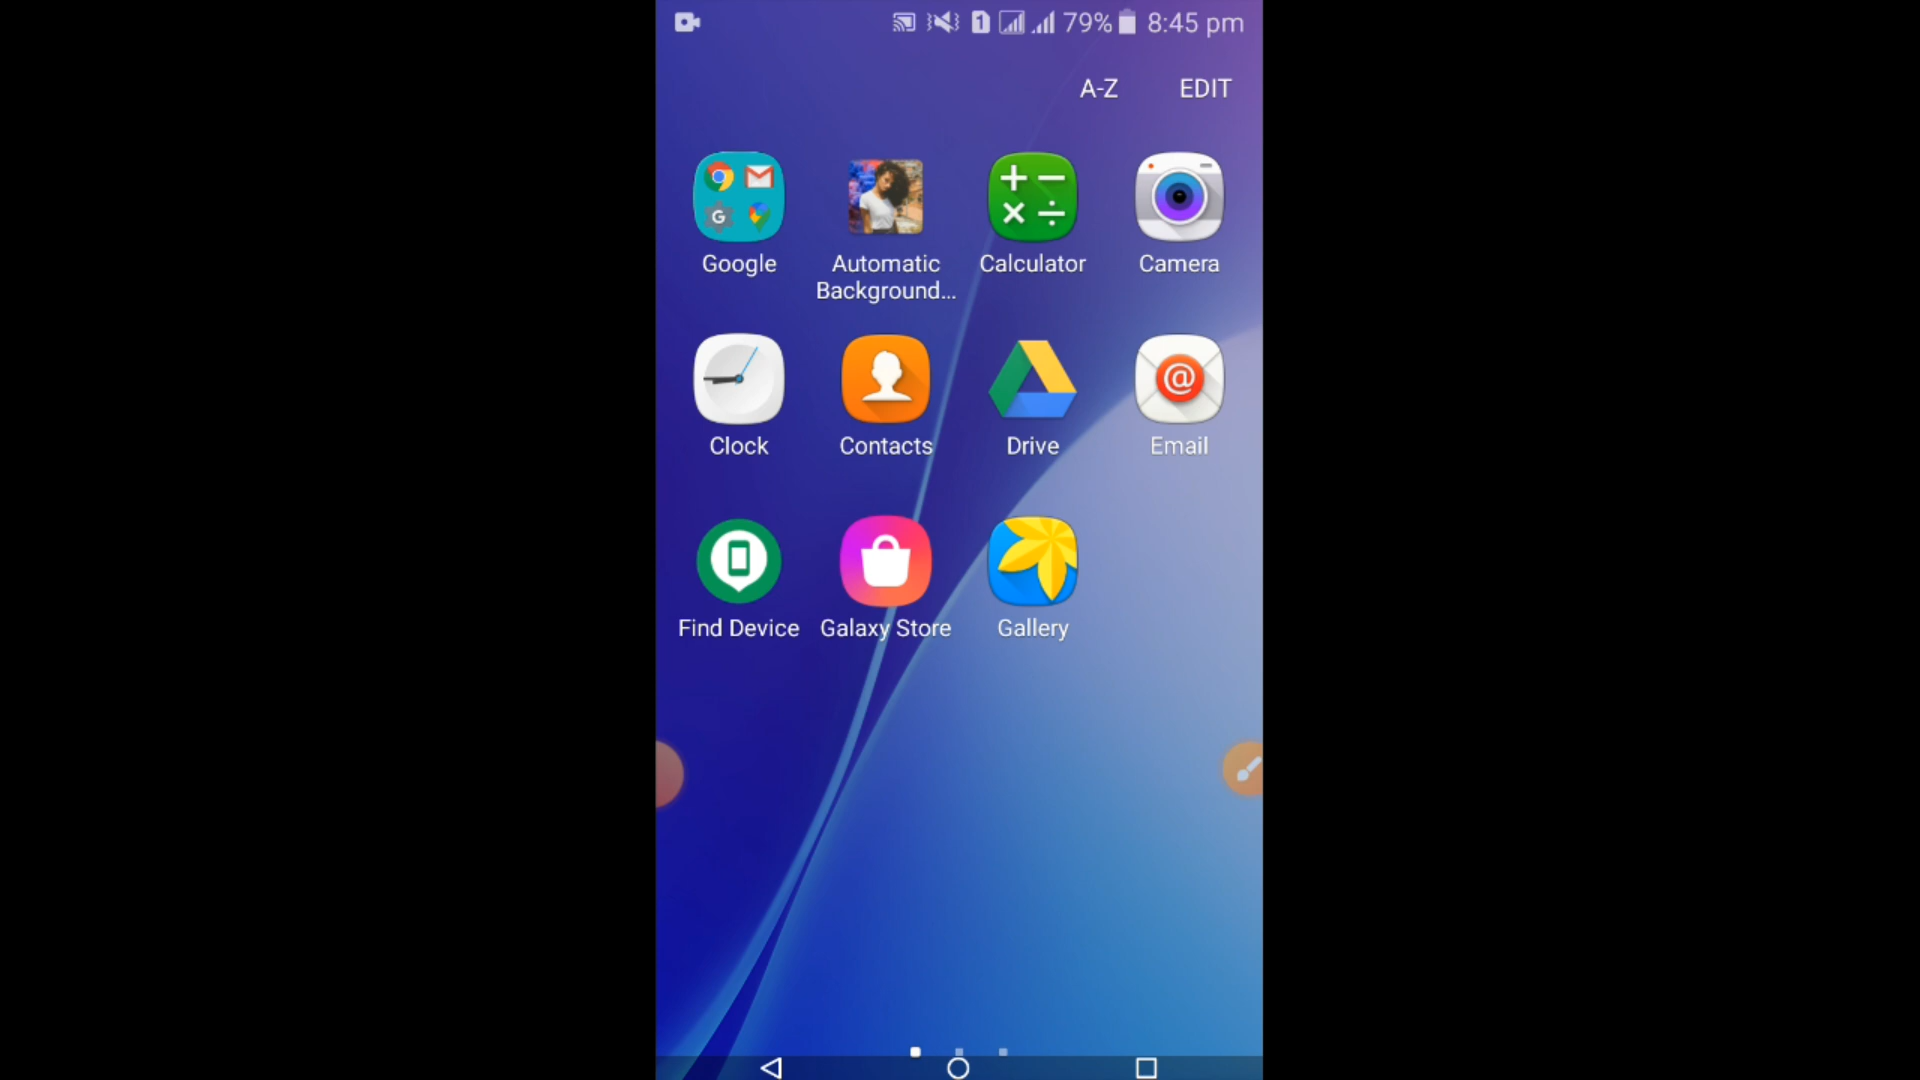 1 79% 8:45 pm
A-Z EDIT
G
Google
Automatic
Background...
Calculator
Camera
Clock
Contacts
Drive
@
Email
Find Device
Galaxy Store
Gallery